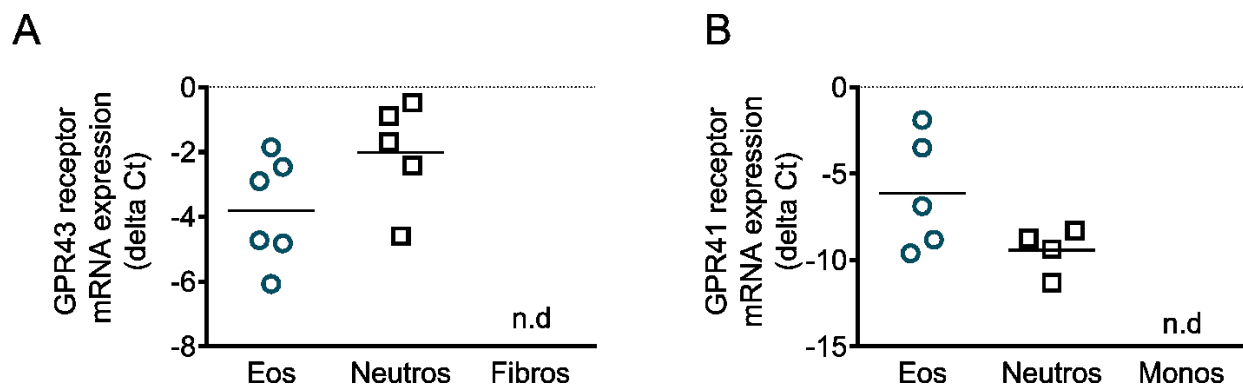 A
GPR43 receptor
mRNA expression
(delta Ct)
0
-2
-4
-6
-8
n.d
Eos Neutros Fibros
B
GPR41 receptor
mRNA expression
(delta Ct)
0
-5
-10
-15
n.d
Eos Neutros Monos